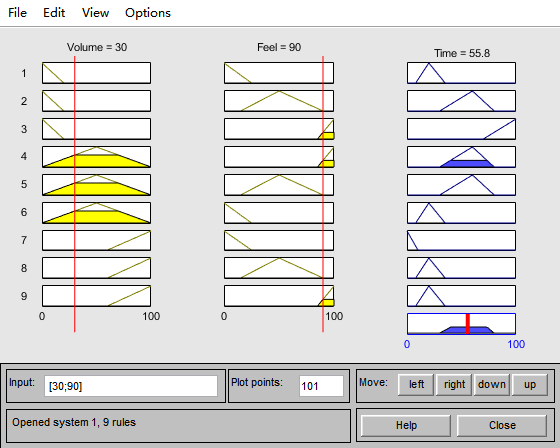 File Edit View Options
Volume = 30 Feel = 90 Time = 55.8
1
2
3
4
5
6
7
8
9
0 100 0 100
0 100
Input: [30;90] Plot points: 101 Move: left right down up
Opened system 1, 9 rules Help Close